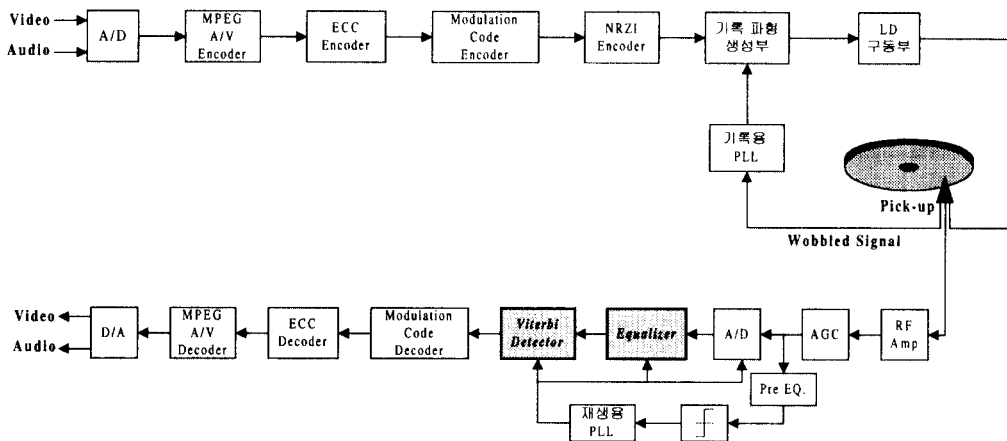 Video
Audio
A/D
MPEG
A/V
Encoder
ECC
Encoder
Modulation
Code
Encoder
NRZI
Encoder
기록 파형
생성부
LD
구동부
기록용
PLL
Pick-up
Wobbled Signal
Video
Audio
D/A
MPEG
A/V
Decoder
ECC
Decoder
Modulation
Code
Decoder
Viterbi
Detector
Equalizer
A/D
AGC
RF
Amp
Pre EQ.
재생용
PLL